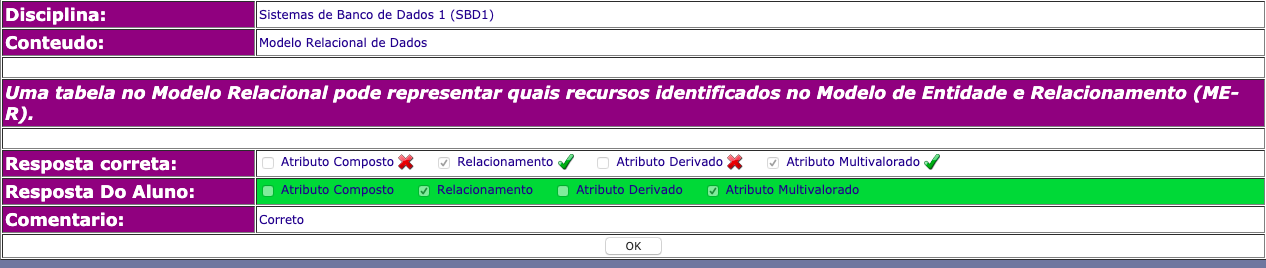 Disciplina: Sistemas de Banco de Dados 1 (SBD1)
Conteudo: Modelo Relacional de Dados
Uma tabela no Modelo Relacional pode representar quais recursos identificados no Modelo de Entidade e Relacionamento (ME-
R).
Resposta correta: Atributo Composto Relacionamento Atributo Derivado Atributo Multivalorado
Resposta Do Aluno: Atributo Composto Relacionamento Atributo Derivado Atributo Multivalorado
Comentario: Correto
OK